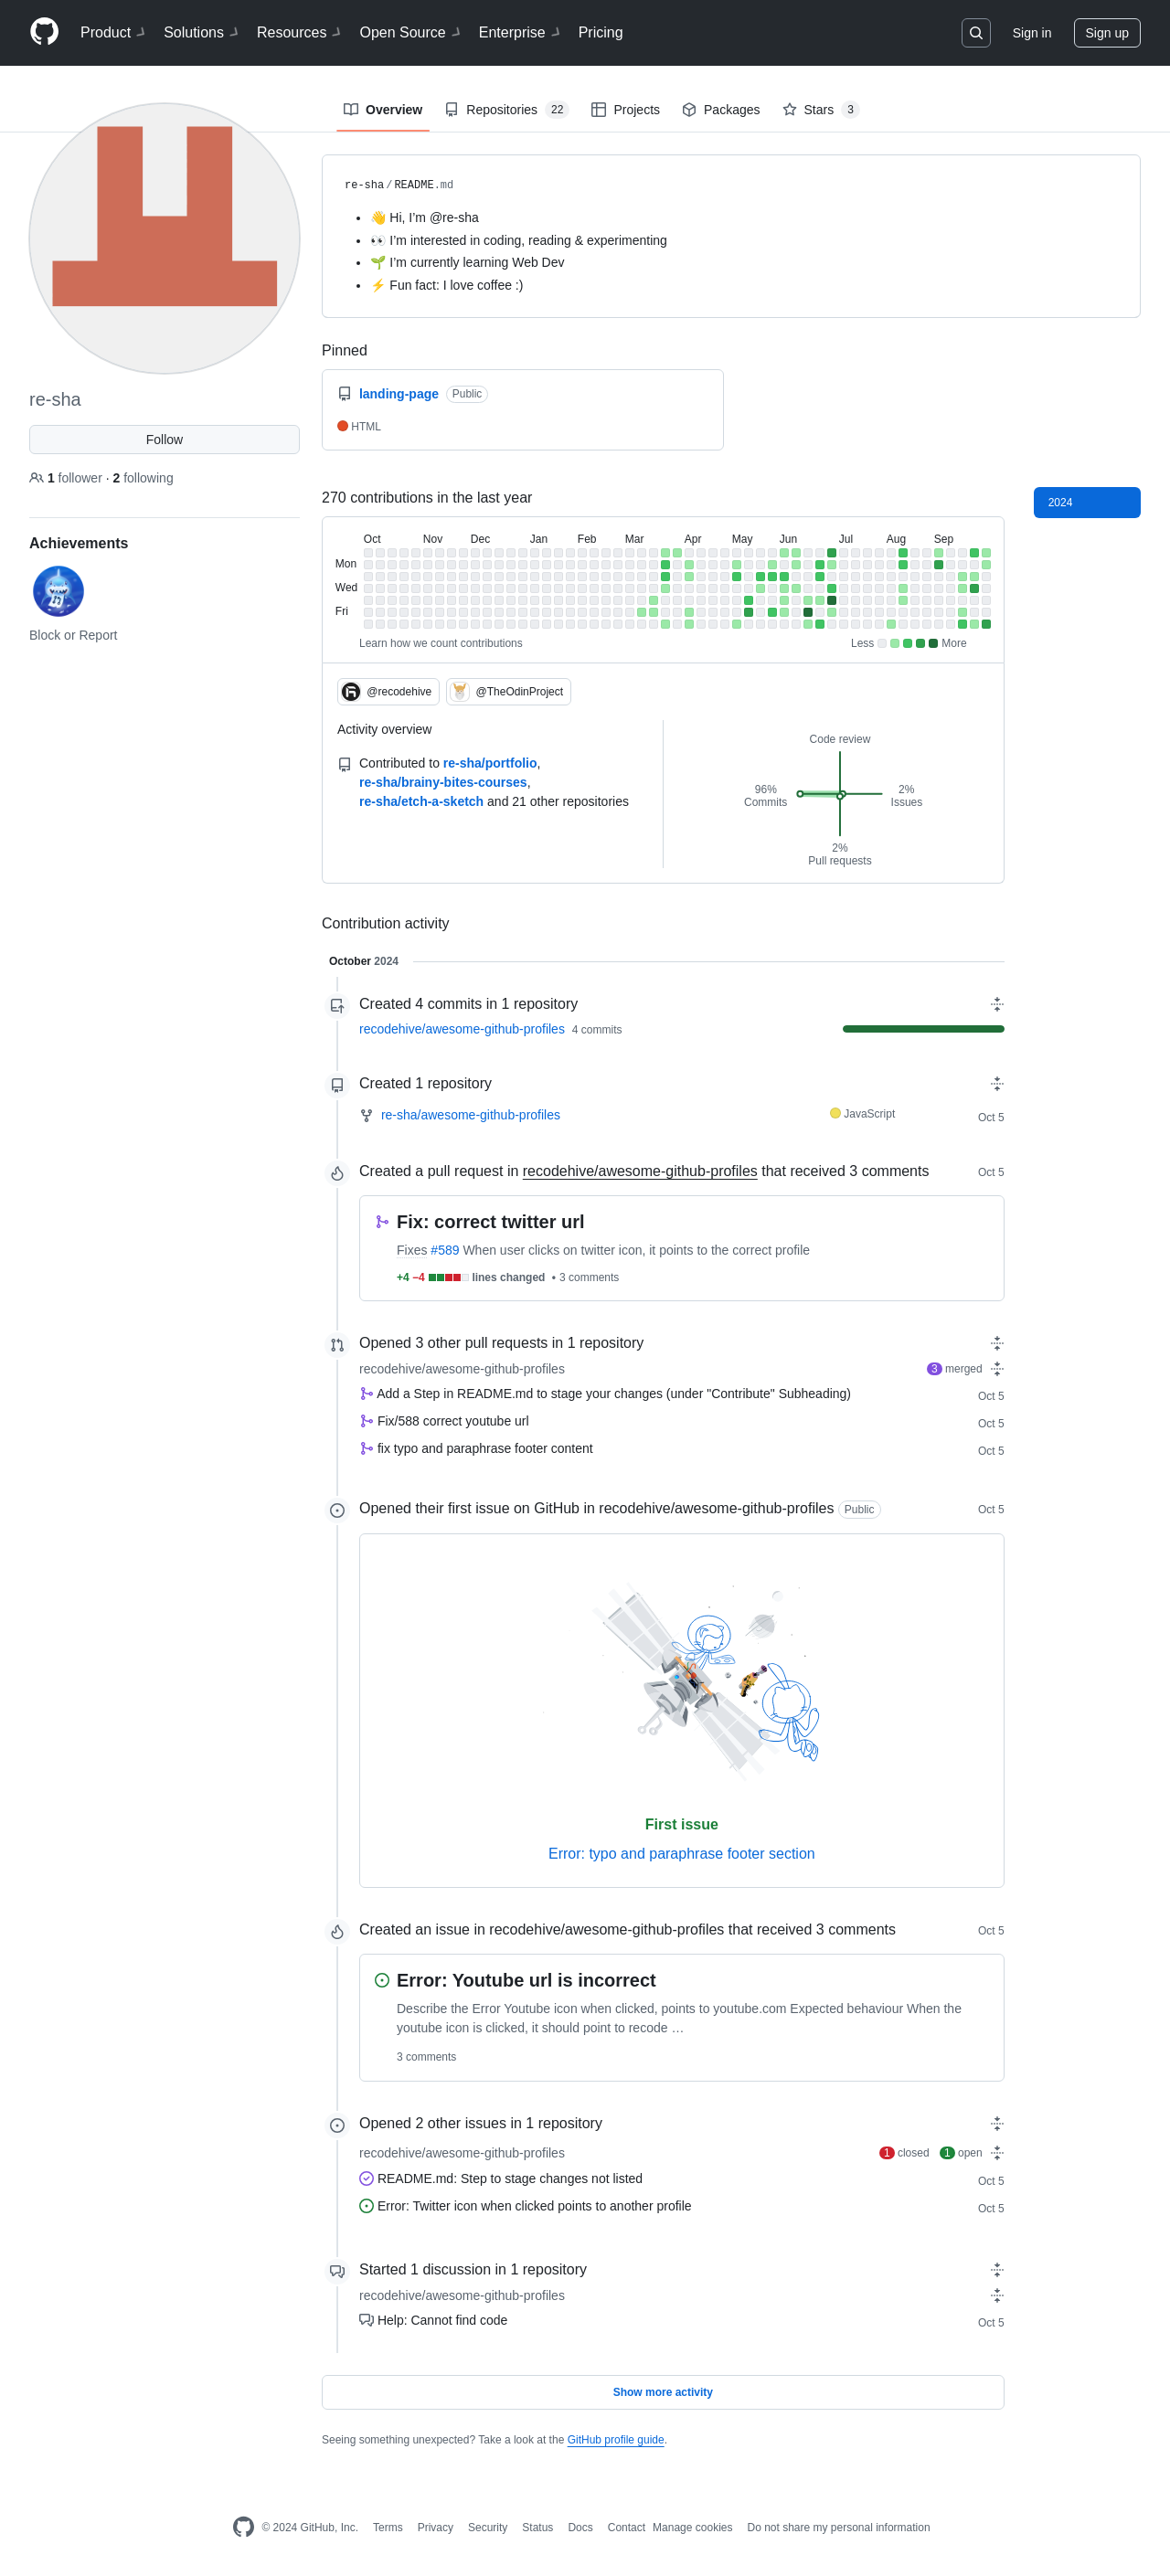 Product Solutions Resources Open Source Enterprise Pricing Sign in Sign up
Overview Repositories 22 Projects Packages Stars 3
re-sha
Follow
1 follower · 2 following
Achievements
Block or Report
re-sha/README.md
• 👋 Hi, I’m @re-sha
• 👀 I’m interested in coding, reading & experimenting
• 🌱 I’m currently learning Web Dev
• ⚡ Fun fact: I love coffee :)
Pinned
landing-page Public
HTML
270 contributions in the last year
2024
Oct Nov Dec Jan Feb Mar Apr May Jun Jul Aug Sep
Mon
Wed
Fri
Learn how we count contributions Less More
@recodehive @TheOdinProject
Activity overview
Contributed to re-sha/portfolio,
re-sha/brainy-bites-courses,
re-sha/etch-a-sketch and 21 other repositories
Code review
96%
Commits
2%
Issues
2%
Pull requests
Contribution activity
October 2024
Created 4 commits in 1 repository
recodehive/awesome-github-profiles 4 commits
Created 1 repository
re-sha/awesome-github-profiles JavaScript Oct 5
Created a pull request in recodehive/awesome-github-profiles that received 3 comments Oct 5
Fix: correct twitter url
Fixes #589 When user clicks on twitter icon, it points to the correct profile
+4 −4 lines changed • 3 comments
Opened 3 other pull requests in 1 repository
recodehive/awesome-github-profiles 3 merged
Add a Step in README.md to stage your changes (under "Contribute" Subheading) Oct 5
Fix/588 correct youtube url Oct 5
fix typo and paraphrase footer content Oct 5
Opened their first issue on GitHub in recodehive/awesome-github-profiles Public Oct 5
First issue
Error: typo and paraphrase footer section
Created an issue in recodehive/awesome-github-profiles that received 3 comments Oct 5
Error: Youtube url is incorrect
Describe the Error Youtube icon when clicked, points to youtube.com Expected behaviour When the
youtube icon is clicked, it should point to recode …
3 comments
Opened 2 other issues in 1 repository
recodehive/awesome-github-profiles 1 closed 1 open
README.md: Step to stage changes not listed Oct 5
Error: Twitter icon when clicked points to another profile Oct 5
Started 1 discussion in 1 repository
recodehive/awesome-github-profiles
Help: Cannot find code Oct 5
Show more activity
Seeing something unexpected? Take a look at the GitHub profile guide.
© 2024 GitHub, Inc. Terms Privacy Security Status Docs Contact Manage cookies Do not share my personal information